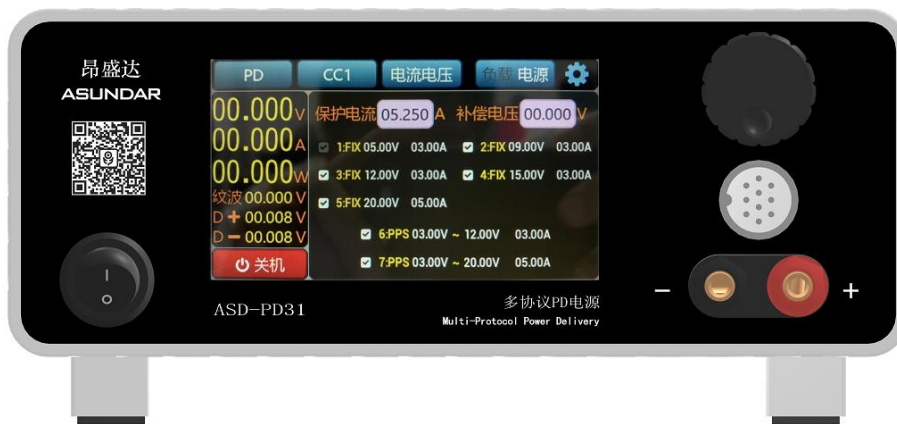 昂盛达
ASUNDAR
PD CC1 电流电压 负载 电源
00.000V
00.000A
00.000W
纹波 00.000 V
D+ 00.008 V
D− 00.008 V
关机
保护电流 05.250 A 补偿电压 00.000 V
1:FIX 05.00V 03.00A 2:FIX 09.00V 03.00A
3:FIX 12.00V 03.00A 4:FIX 15.00V 03.00A
5:FIX 20.00V 05.00A
6:PPS 03.00V ~ 12.00V 03.00A
7:PPS 03.00V ~ 20.00V 05.00A
ASD-PD31
多协议PD电源
Multi-Protocol Power Delivery
− +